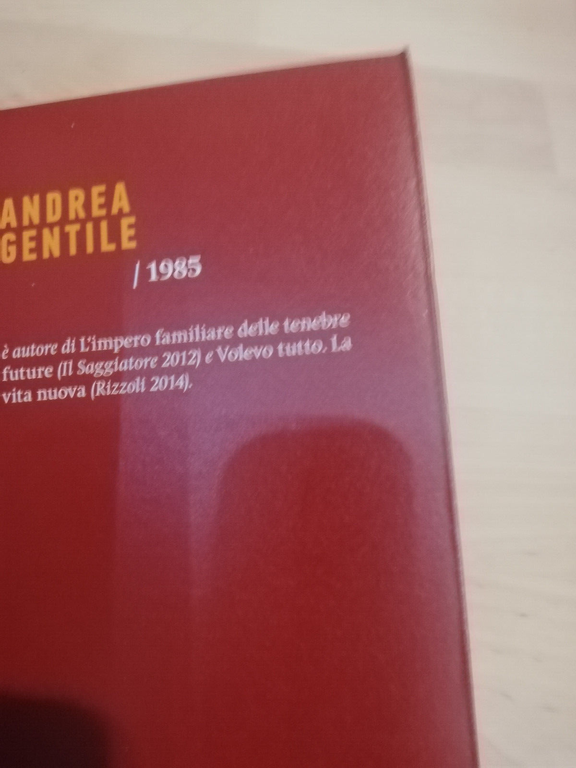 ANDREA
GENTILE
/ 1985
è autore di L'impero familiare delle tenebre
future (Il Saggiatore 2012) e Volevo tutto. La
vita nuova (Rizzoli 2014).